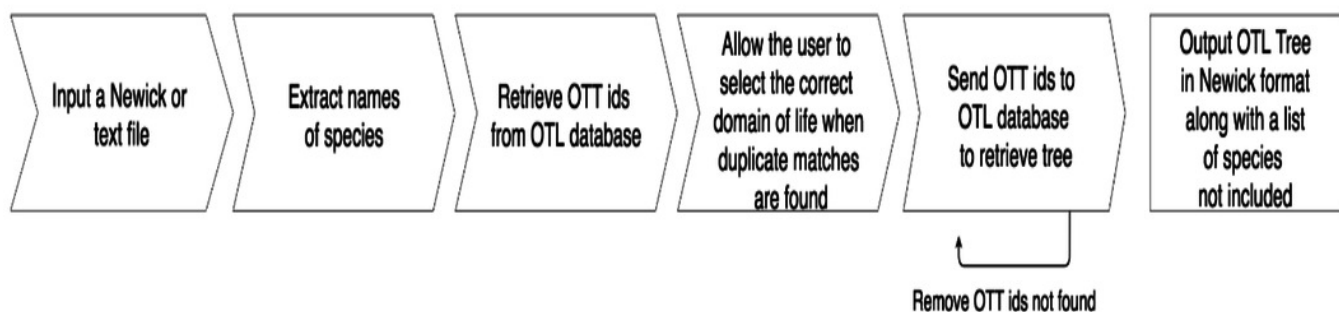 Input a Newick or
text file
Extract names
of species
Retrieve OTT ids
from OTL database
Allow the user to
select the correct
domain of life when
duplicate matches
are found
Send OTT ids to
OTL database
to retrieve tree
Output OTL Tree
in Newick format
along with a list
of species
not included
Remove OTT ids not found